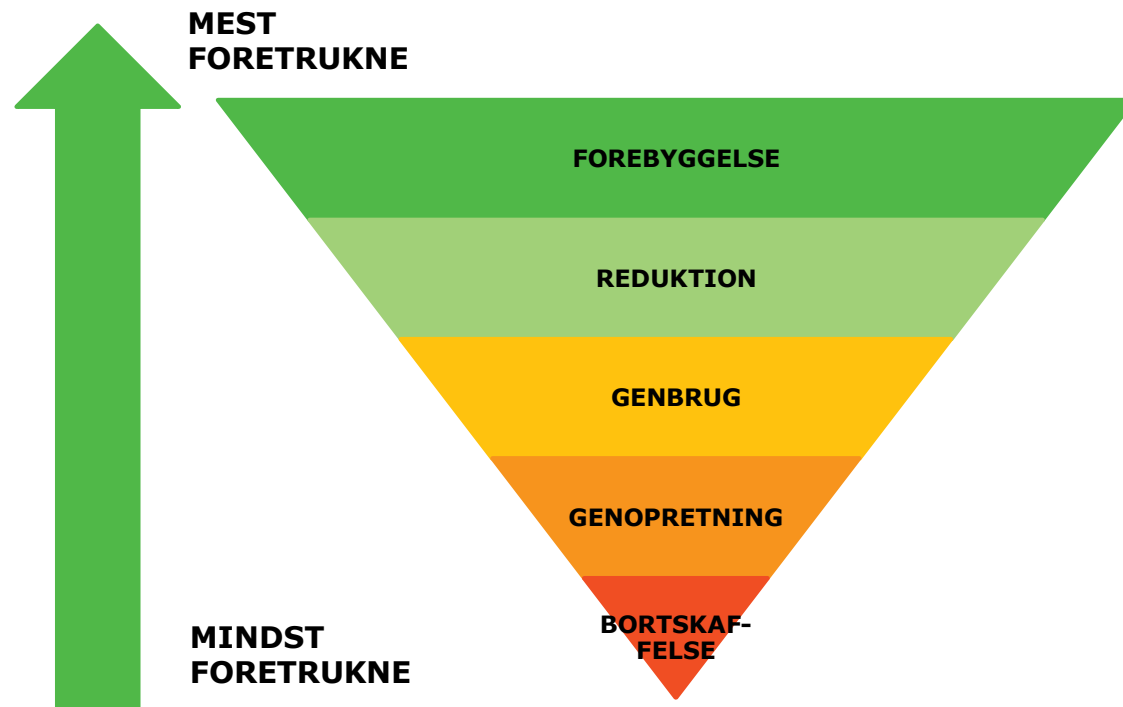 MEST
FORETRUKNE
FOREBYGGELSE
REDUKTION
GENBRUG
GENOPRETNING
BORTSKAF-
FELSE
MINDST
FORETRUKNE